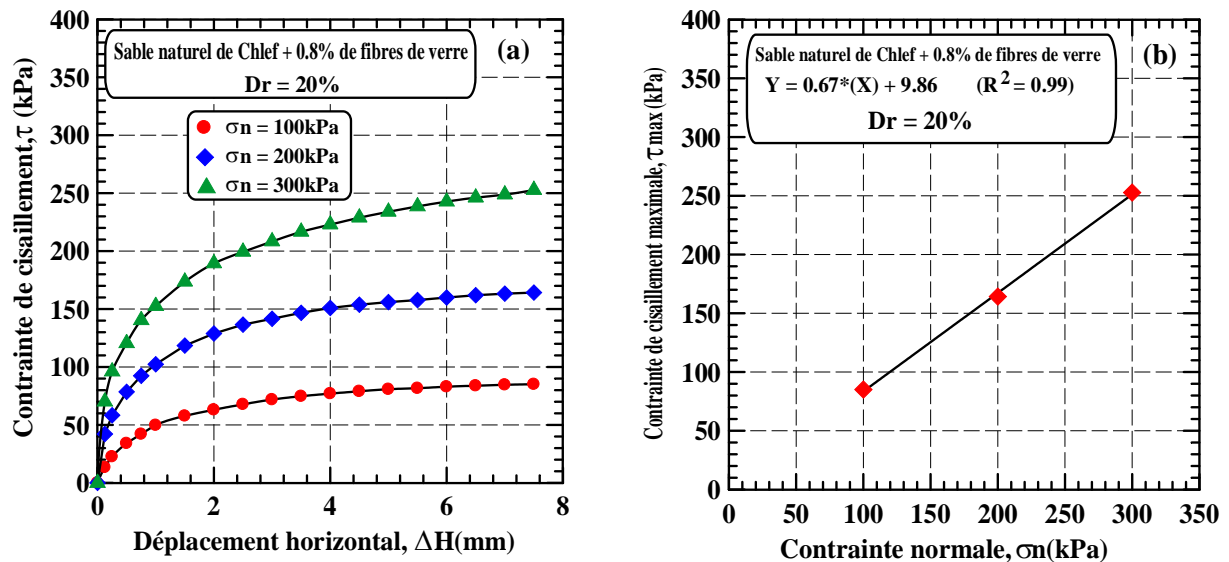 (a)
Sable naturel de Chlef + 0.8% de fibres de verre
Dr = 20%
σn = 100kPa
σn = 200kPa
σn = 300kPa
Contrainte de cisaillement,τ (kPa)
400
350
300
250
200
150
100
50
0
0 2 4 6 8
Déplacement horizontal, ΔH(mm)
(b)
Sable naturel de Chlef + 0.8% de fibres de verre
Y = 0.67*(X) + 9.86 (R² = 0.99)
Dr = 20%
Contrainte de cisaillement maximale, τmax (kPa)
400
350
300
250
200
150
100
50
0
0 50 100 150 200 250 300 350
Contrainte normale, σn(kPa)